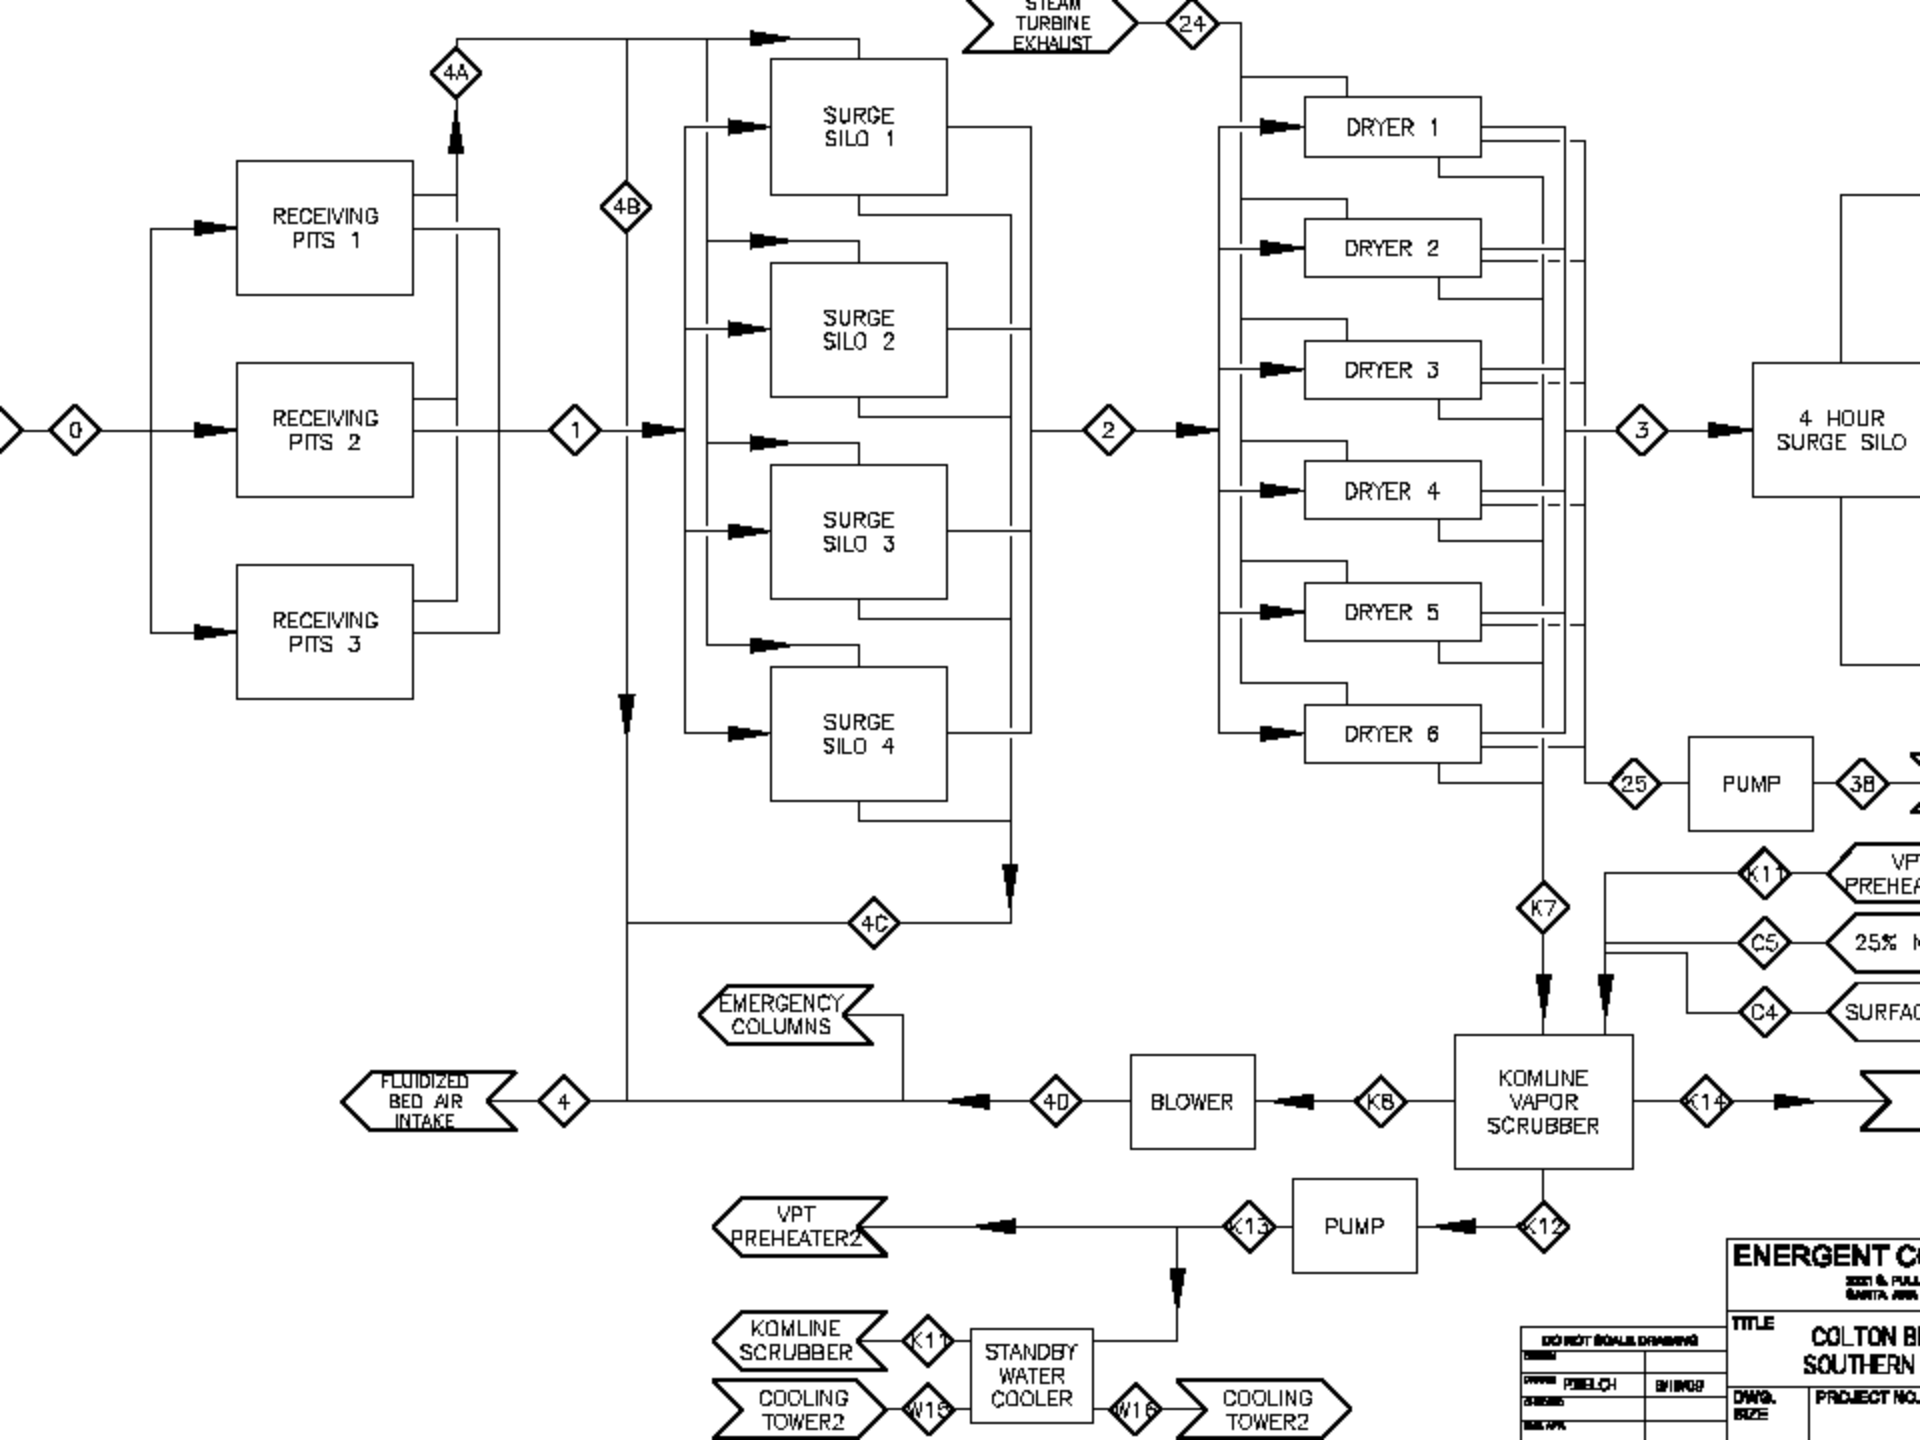 STEAM
TURBINE
EXHAUST
24
4A
SURGE
SILO 1
DRYER 1
4B
RECEIVING
PITS 1
DRYER 2
SURGE
SILO 2
DRYER 3
0
RECEIVING
PITS 2
1
2
3
4 HOUR
SURGE SILO
DRYER 4
SURGE
SILO 3
RECEIVING
PITS 3
DRYER 5
SURGE
SILO 4
DRYER 6
25
PUMP
3B
K11
VP
PREHEA
K7
4C
C5
25%
EMERGENCY
COLUMNS
C4
SURFAC
FLUIDIZED
BED AIR
INTAKE
4
4D
BLOWER
K8
KOMLINE
VAPOR
SCRUBBER
K14
VPT
PREHEATER2
K13
PUMP
K12
ENERGENT
KOMLINE
SCRUBBER
K11
STANDBY
WATER
COOLER
COOLING
TOWER2
W15
W16
COOLING
TOWER2
DO NOT SCALE DRAWING
TITLE
COLTON
SOUTHERN
DWG.
SIZE
PROJECT NO.